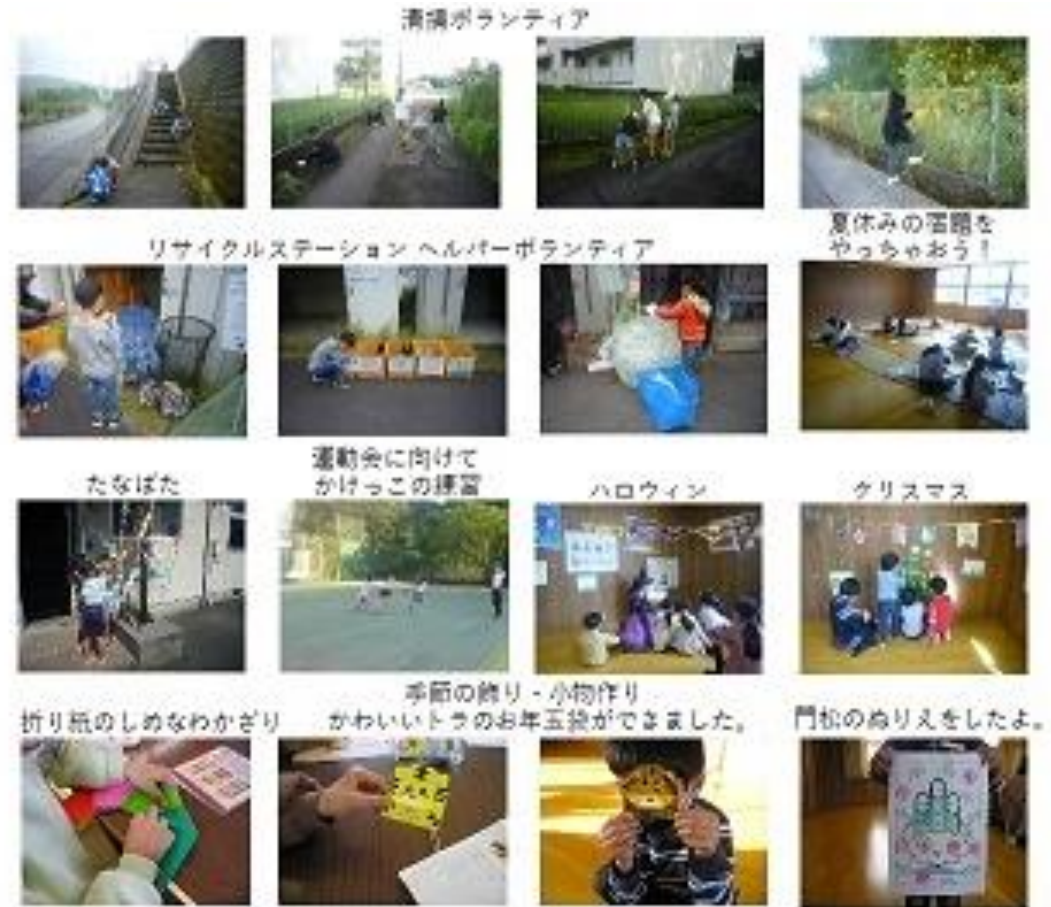 清掃ボランティア
リサイクルステーション ヘルパーボランティア
夏休みの宿題を
やっちゃおう！
たなばた
運動会に向けて
かけっこの練習
ハロウィン
クリスマス
折り紙のしめなわかざり
季節の飾り・小物作り
かわいいトラのお年玉袋ができました。
門松のぬりえをしたよ。